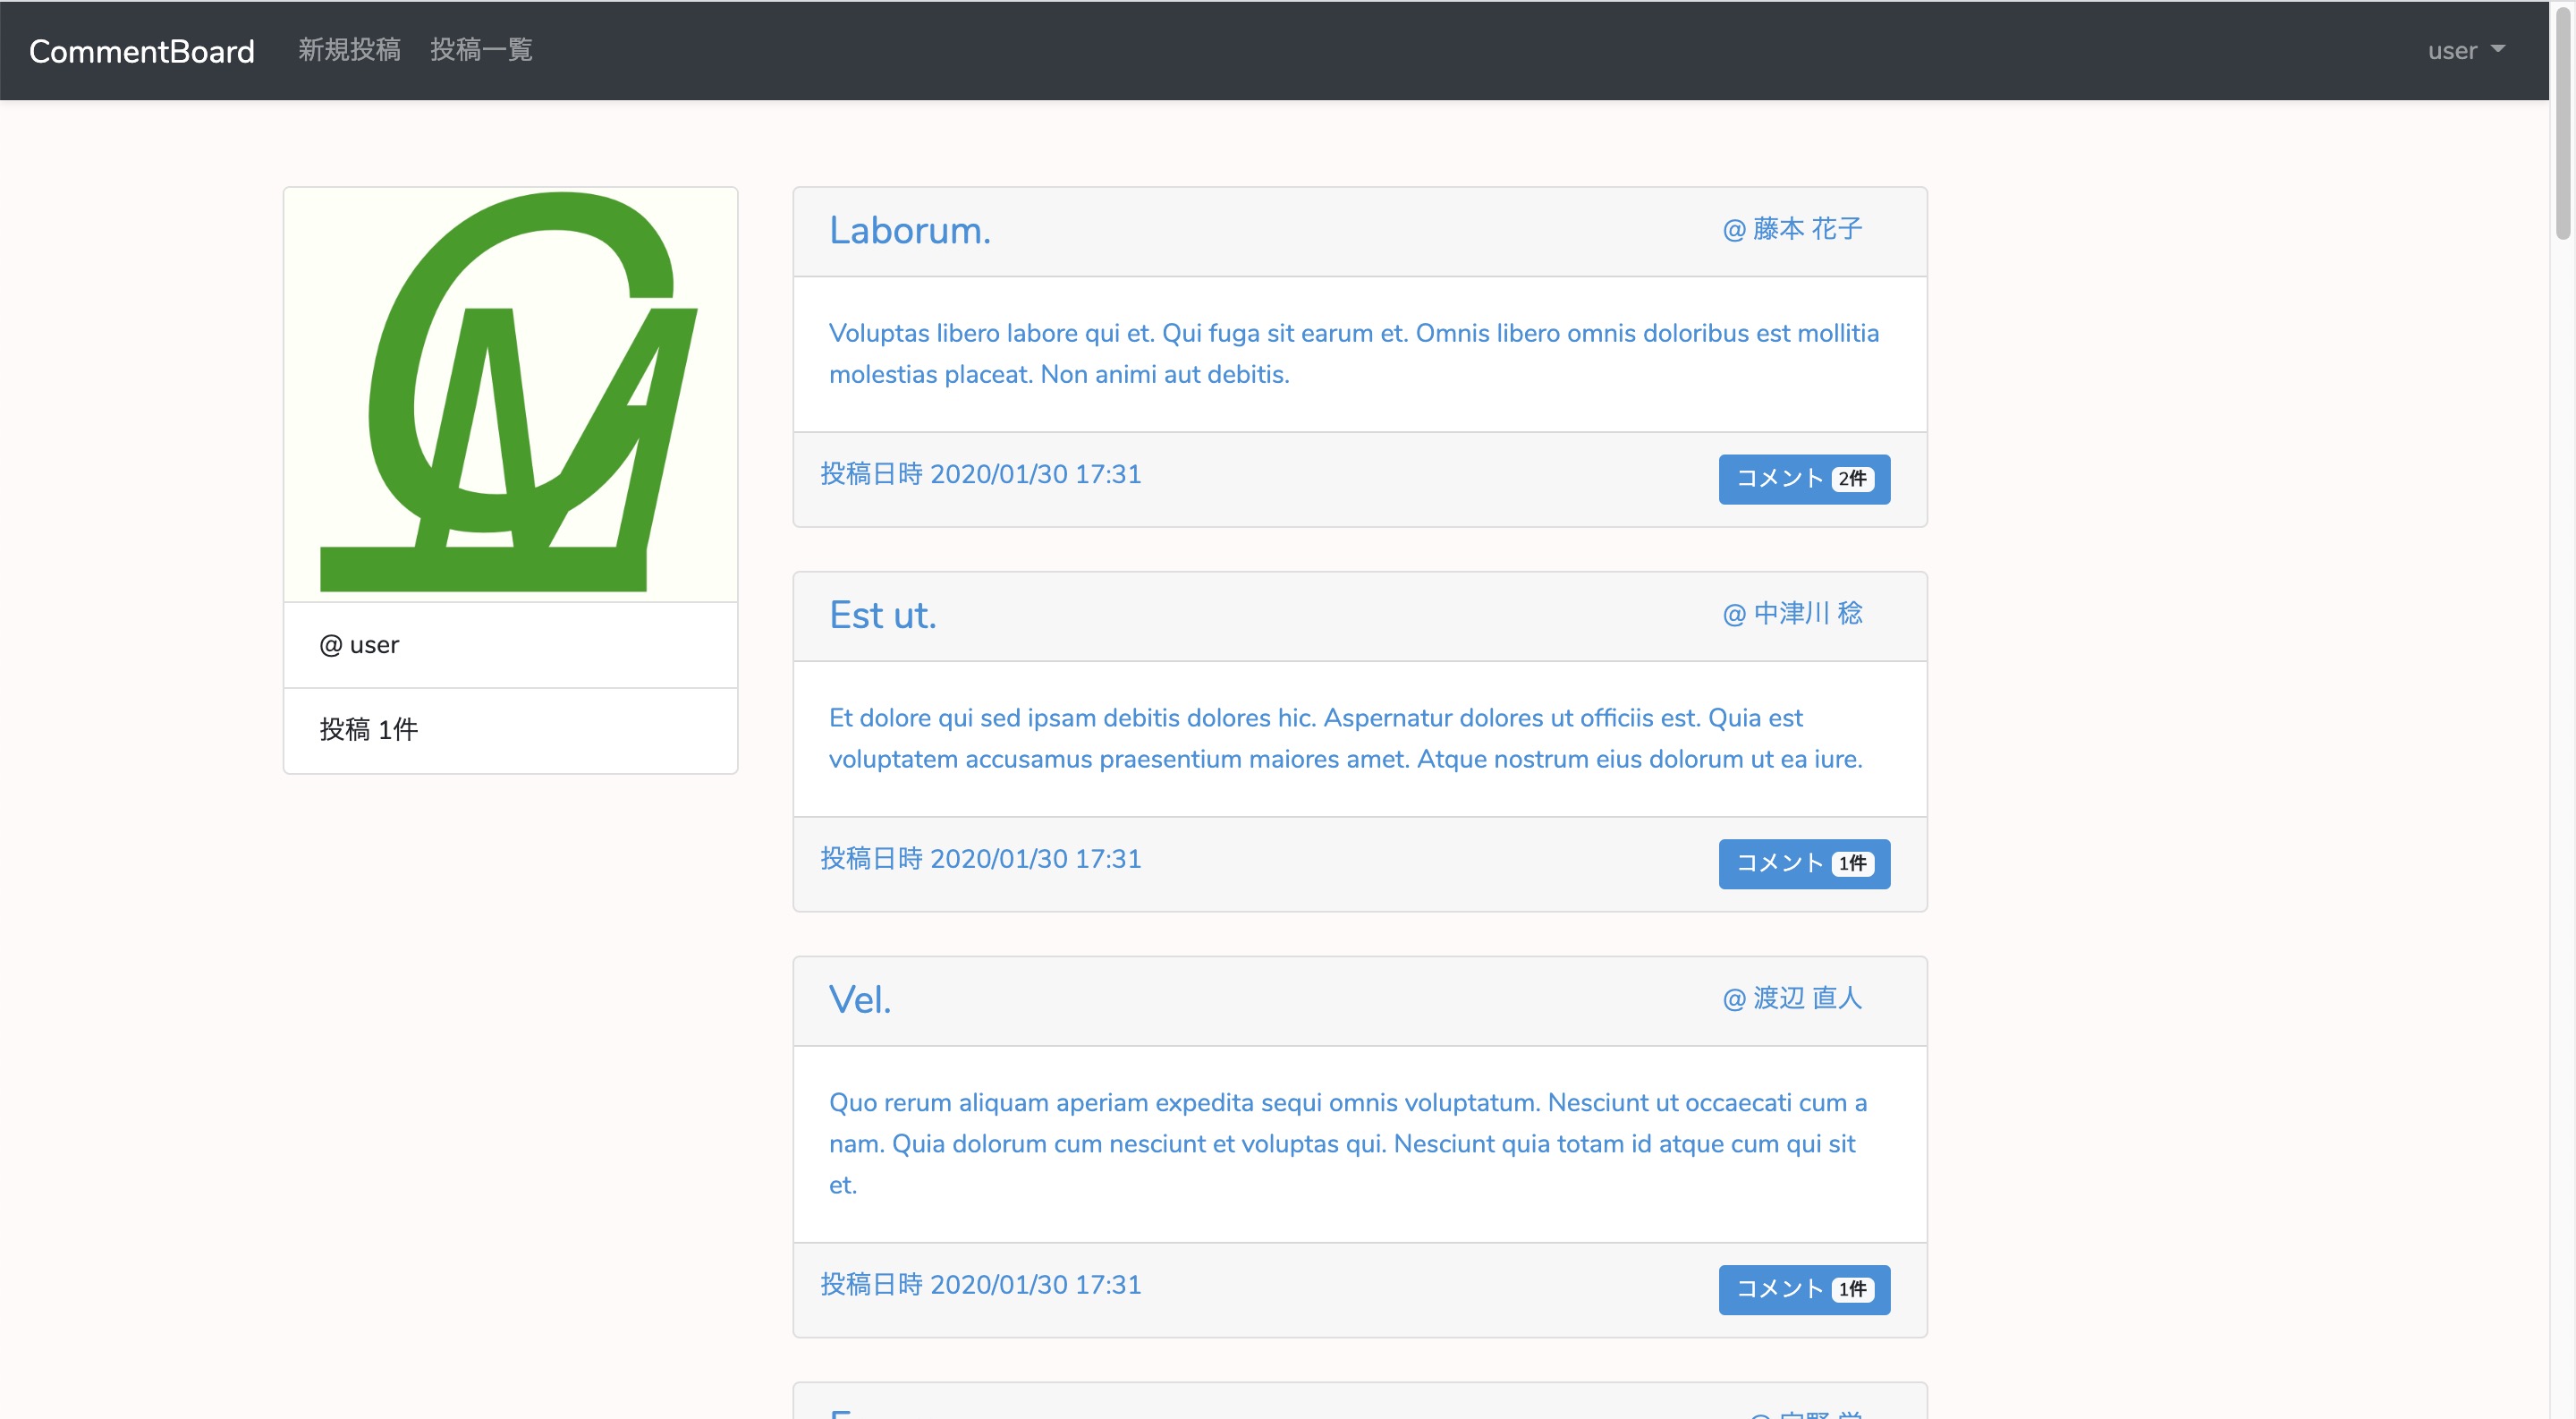 CommentBoard 新規投稿 投稿一覧 user
@ user
投稿 1件
Laborum. @ 藤本 花子
Voluptas libero labore qui et. Qui fuga sit earum et. Omnis libero omnis doloribus est mollitia
molestias placeat. Non animi aut debitis.
投稿日時 2020/01/30 17:31 コメント 2件
Est ut. @ 中津川 稔
Et dolore qui sed ipsam debitis dolores hic. Aspernatur dolores ut officiis est. Quia est
voluptatem accusamus praesentium maiores amet. Atque nostrum eius dolorum ut ea iure.
投稿日時 2020/01/30 17:31 コメント 1件
Vel. @ 渡辺 直人
Quo rerum aliquam aperiam expedita sequi omnis voluptatum. Nesciunt ut occaecati cum a
nam. Quia dolorum cum nesciunt et voluptas qui. Nesciunt quia totam id atque cum qui sit
et.
投稿日時 2020/01/30 17:31 コメント 1件